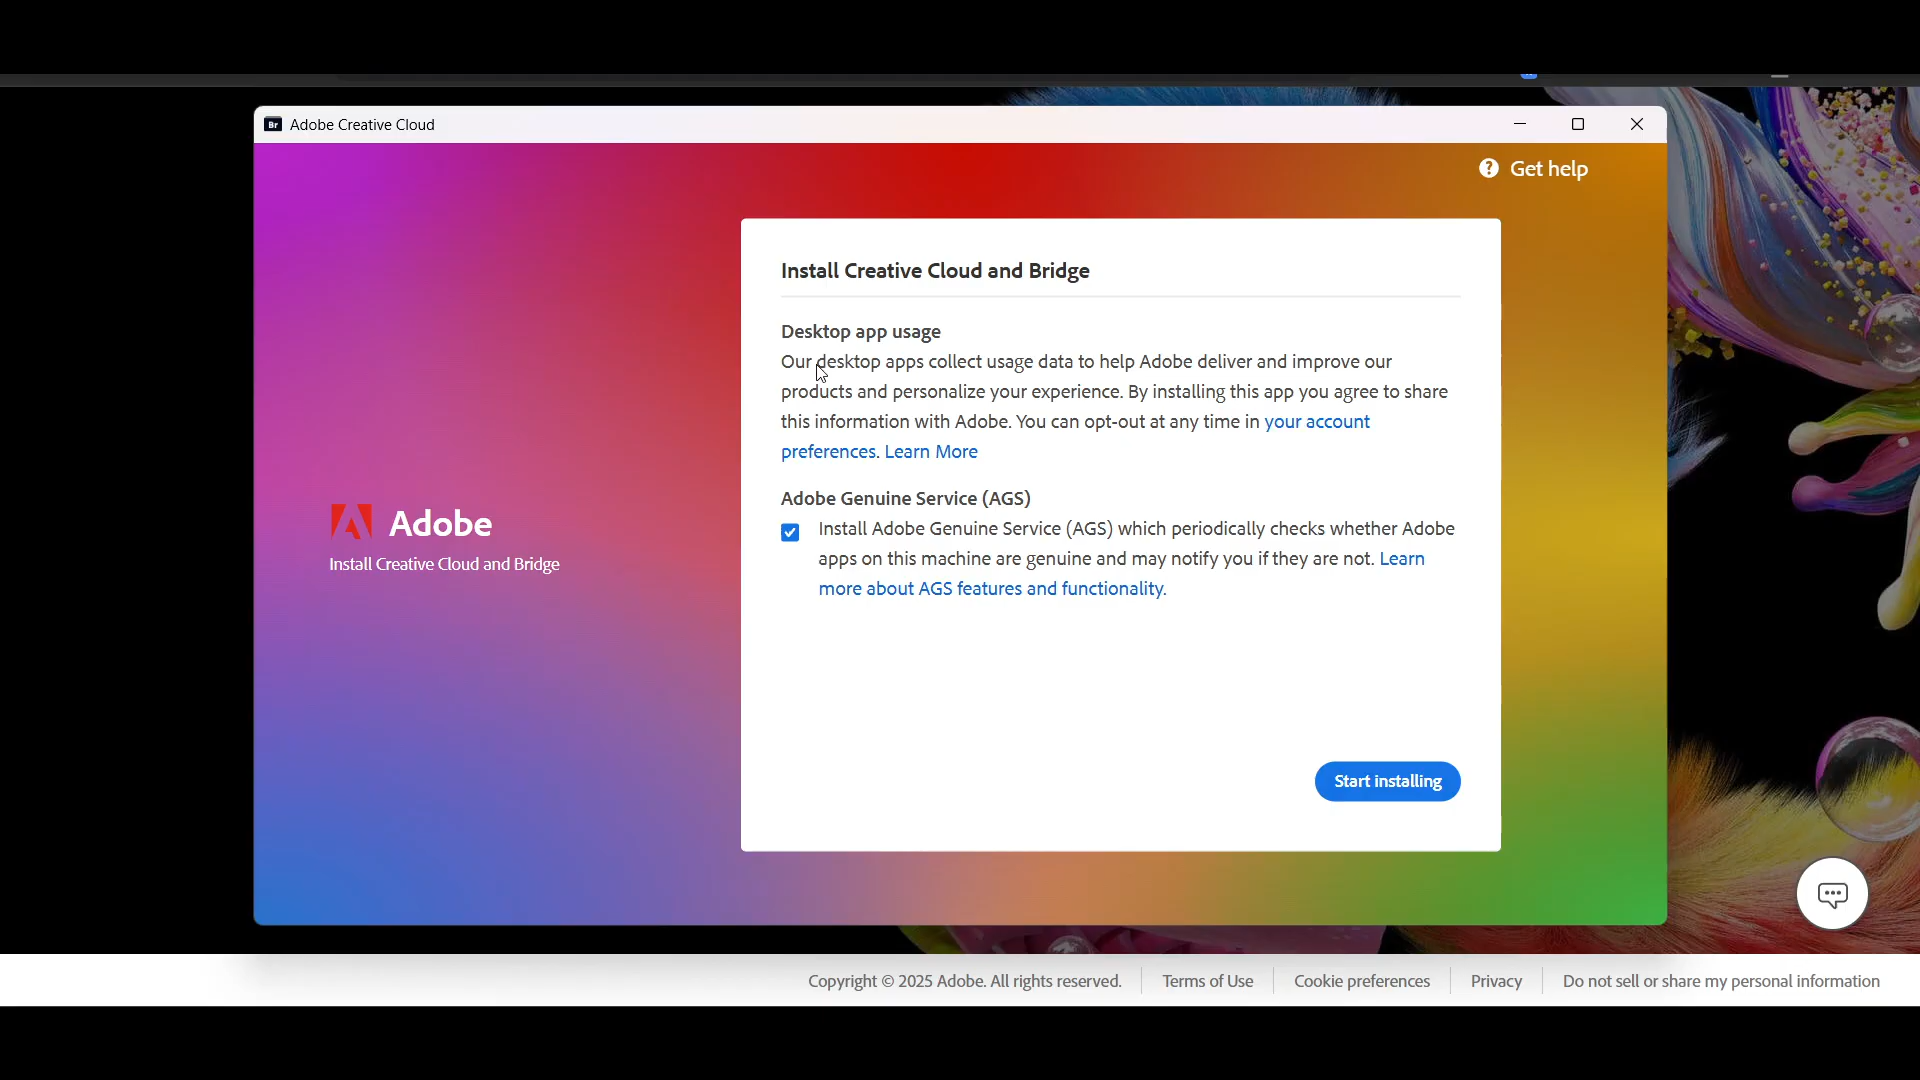 Br Adobe Creative Cloud
? Get help
Install Creative Cloud and Bridge
Desktop app usage
Our desktop apps collect usage data to help Adobe deliver and improve our
products and personalize your experience. By installing this app you agree to share
this information with Adobe. You can opt-out at any time in your account
preferences. Learn More
Adobe Genuine Service (AGS)
Install Adobe Genuine Service (AGS) which periodically checks whether Adobe
apps on this machine are genuine and may notify you if they are not. Learn
more about AGS features and functionality.
Adobe
Install Creative Cloud and Bridge
Start installing
Copyright © 2025 Adobe. All rights reserved. Terms of Use Cookie preferences Privacy Do not sell or share my personal information